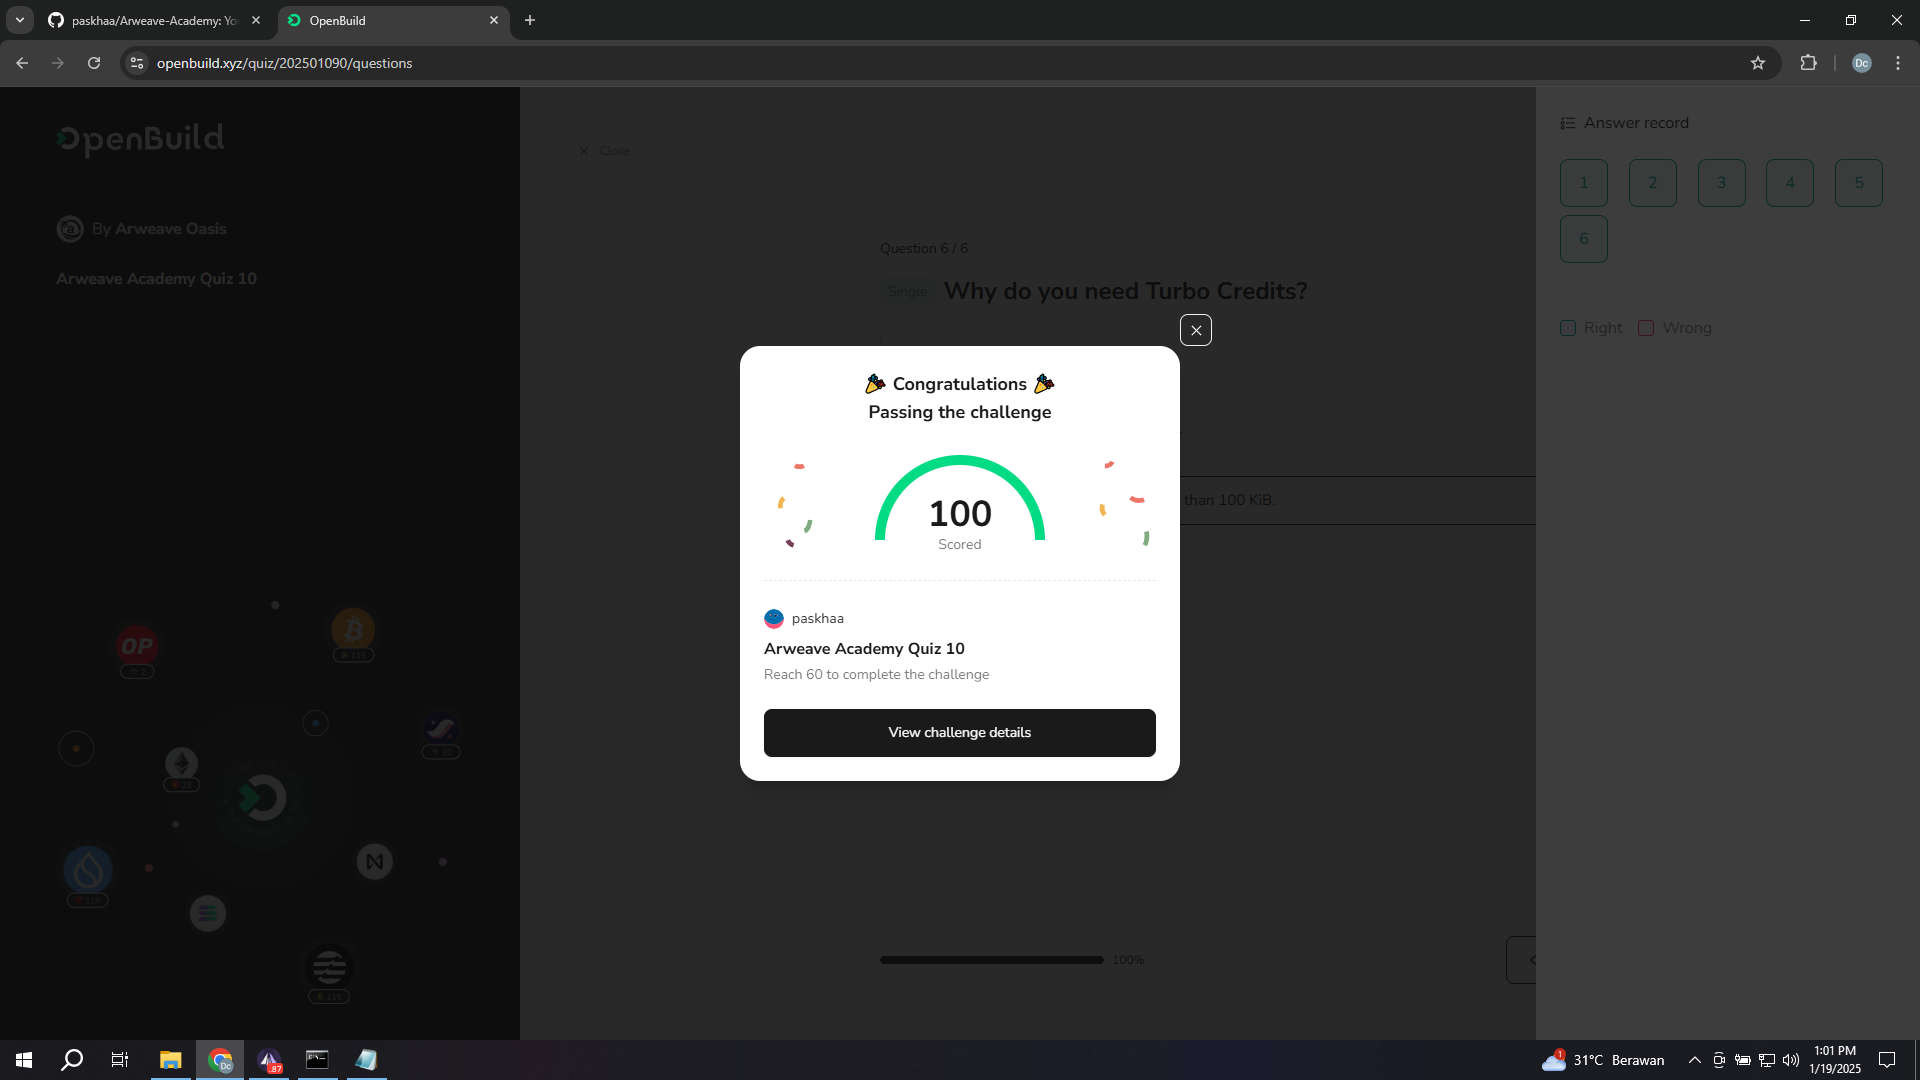 paskhaa/Arweave-Academy: Yo
OpenBuild
openbuild.xyz/quiz/202501090/questions
Dc
OpenBuild
By Arweave Oasis
Arweave Academy Quiz 10
Close
Question 6 / 6
Single
Why do you need Turbo Credits?
than 100 KiB.
100%
Answer record
1
2
3
4
5
6
Right
Wrong
Congratulations
Passing the challenge
100
Scored
paskhaa
Arweave Academy Quiz 10
Reach 60 to complete the challenge
View challenge details
OP
31°C Berawan
1:01 PM
1/19/2025